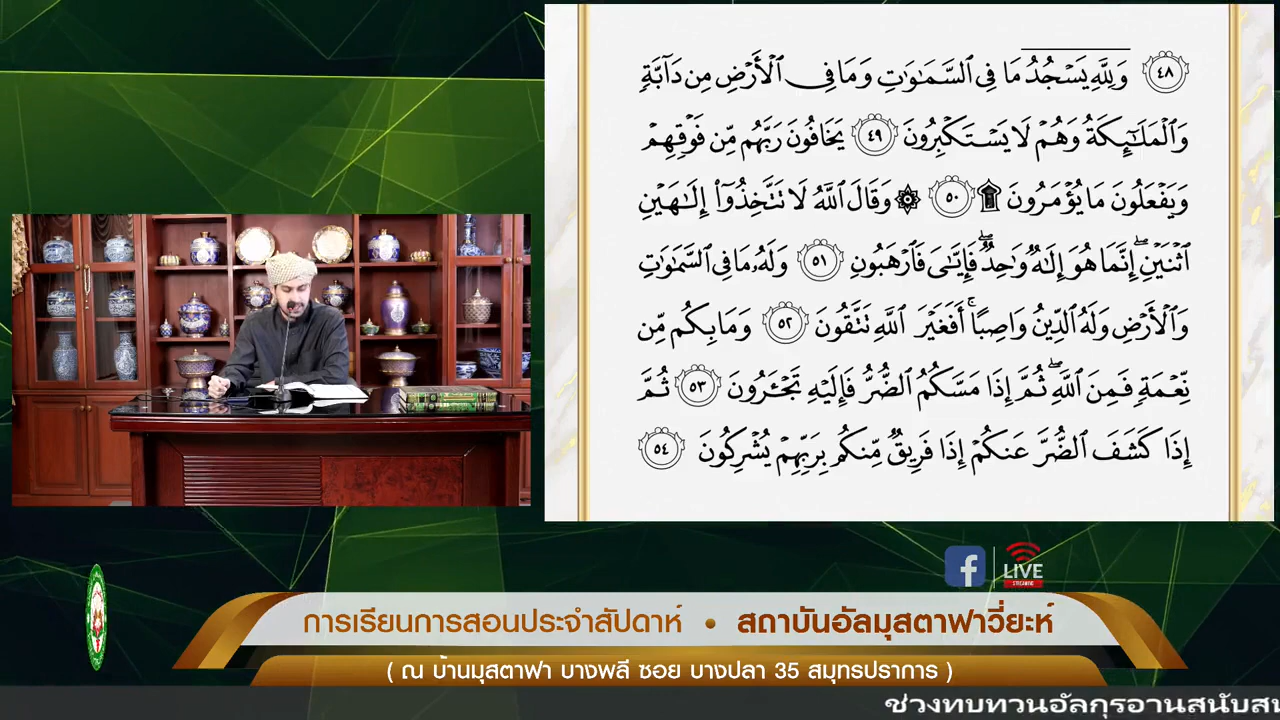 ٤٨ وَلِلَّهِ يَسْجُدُ مَا فِى ٱلسَّمَـٰوَٰتِ وَمَا فِى ٱلْأَرْضِ مِن دَآبَّةٍ
وَٱلْمَلَـٰٓئِكَةُ وَهُمْ لَا يَسْتَكْبِرُونَ ٤٩ يَخَافُونَ رَبَّهُم مِّن فَوْقِهِمْ
وَيَفْعَلُونَ مَا يُؤْمَرُونَ ۩ ٥٠ ۞ وَقَالَ ٱللَّهُ لَا تَتَّخِذُوٓا۟ إِلَـٰهَيْنِ
ٱثْنَيْنِ ۖ إِنَّمَا هُوَ إِلَـٰهٌ وَٰحِدٌ ۖ فَإِيَّـٰىَ فَٱرْهَبُونِ ٥١ وَلَهُۥ مَا فِى ٱلسَّمَـٰوَٰتِ
وَٱلْأَرْضِ وَلَهُ ٱلدِّينُ وَاصِبًا ۚ أَفَغَيْرَ ٱللَّهِ تَتَّقُونَ ٥٢ وَمَا بِكُم مِّن
نِّعْمَةٍ فَمِنَ ٱللَّهِ ۖ ثُمَّ إِذَا مَسَّكُمُ ٱلضُّرُّ فَإِلَيْهِ تَجْـَٔرُونَ ٥٣ ثُمَّ
إِذَا كَشَفَ ٱلضُّرَّ عَنكُمْ إِذَا فَرِيقٌ مِّنكُم بِرَبِّهِمْ يُشْرِكُونَ ٥٤
f LIVE
การเรียนการสอนประจำสัปดาห์ • สถาบันอัลมุสตาฟาวี่ยะห์
( ณ บ้านมุสตาฟา บางพลี ซอย บางปลา 35 สมุทรปราการ )
ช่วงทบทวนอัลกุรอานสนับส